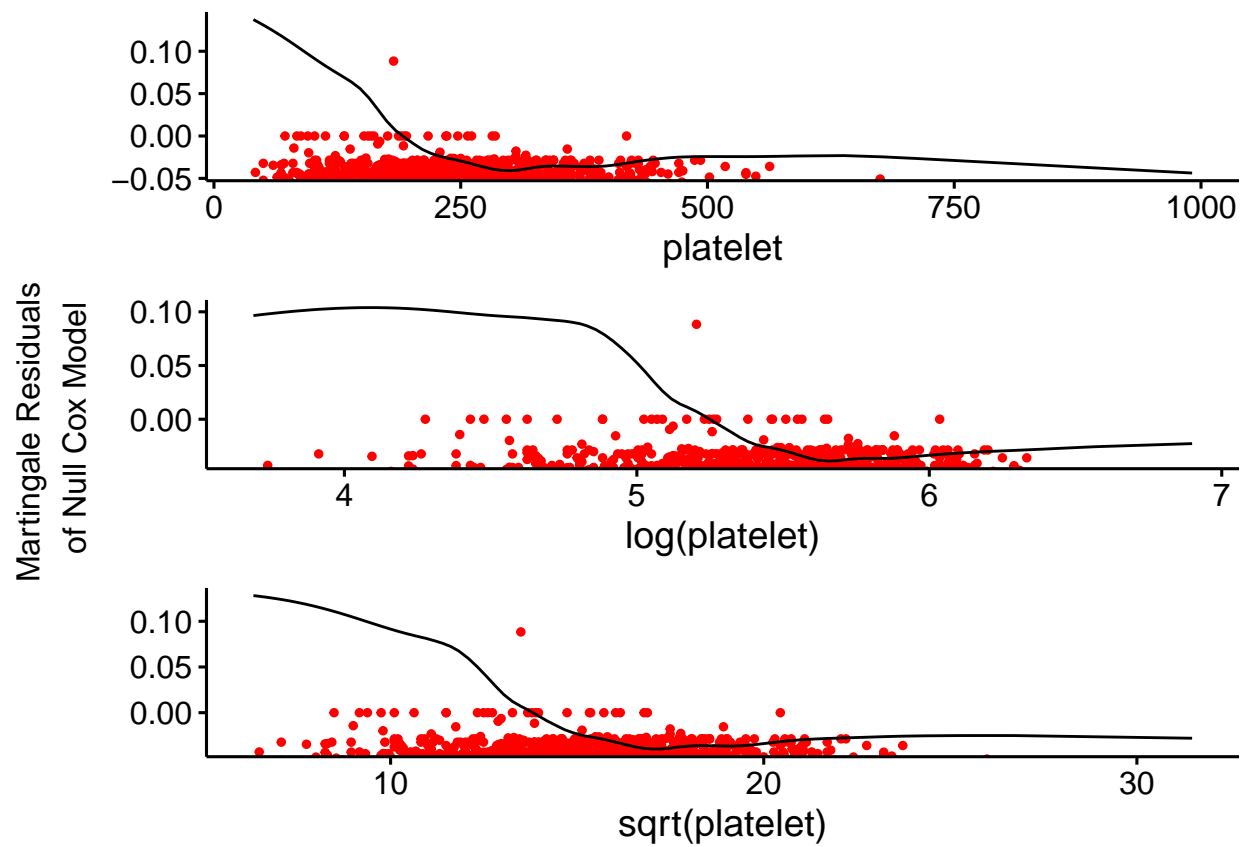 0.10
0.05
0.00
−0.05
0 250 500 750 1000
platelet
Martingale Residuals
of Null Cox Model
0.10
0.05
0.00
4 5 6 7
log(platelet)
0.10
0.05
0.00
10 20 30
sqrt(platelet)